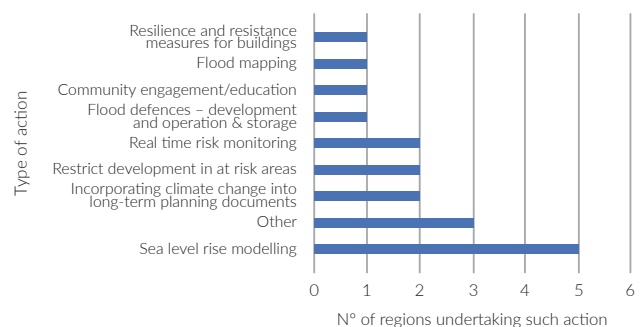 Resilience and resistance
measures for buildings
Flood mapping
Community engagement/education
Flood defences – development
and operation & storage
Real time risk monitoring
Restrict development in at risk areas
Incorporating climate change into
long-term planning documents
Other
Sea level rise modelling
Type of action
0 1 2 3 4 5 6
N° of regions undertaking such action